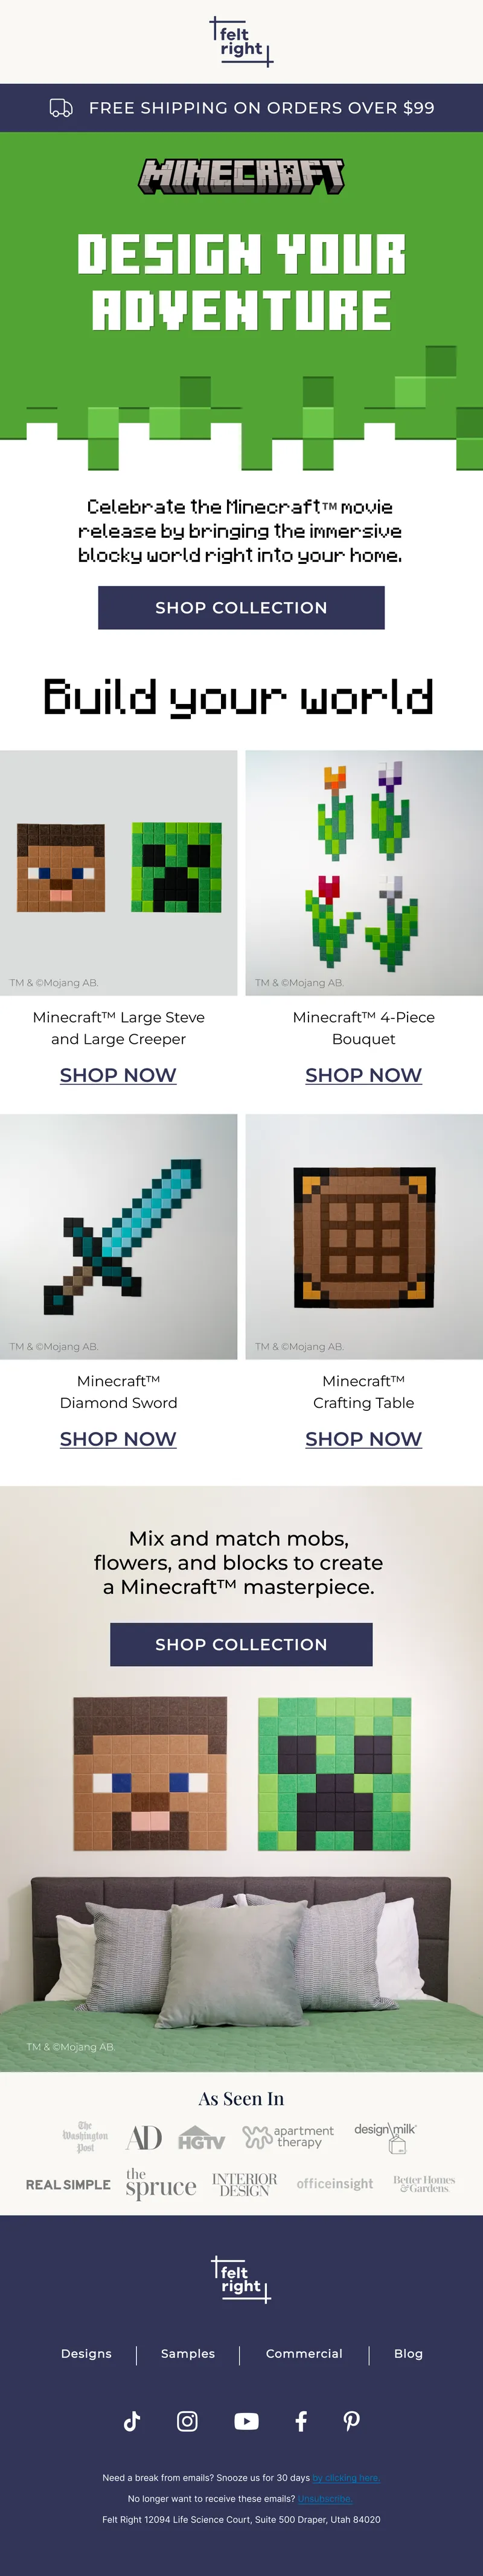 felt
right
FREE SHIPPING ON ORDERS OVER $99
MINECRAFT
DESIGN YOUR
ADVENTURE
Celebrate the Minecraft™ movie
release by bringing the immersive
blocky world right into your home.
SHOP COLLECTION
Build your world
TM & ©Mojang AB.
TM & ©Mojang AB.
Minecraft™ Large Steve
and Large Creeper
SHOP NOW
Minecraft™ 4-Piece
Bouquet
SHOP NOW
TM & ©Mojang AB.
TM & ©Mojang AB.
Minecraft™
Diamond Sword
SHOP NOW
Minecraft™
Crafting Table
SHOP NOW
Mix and match mobs,
flowers, and blocks to create
a Minecraft™ masterpiece.
SHOP COLLECTION
TM & ©Mojang AB.
As Seen In
The
Washington
Post
AD
HGTV
apartment
therapy
design milk
REAL SIMPLE
the
spruce
INTERIOR
DESIGN
officeinsight
Better Homes
&Gardens
felt
right
Designs
Samples
Commercial
Blog
Need a break from emails? Snooze us for 30 days by clicking here.
No longer want to receive these emails? Unsubscribe.
Felt Right 12094 Life Science Court, Suite 500 Draper, Utah 84020